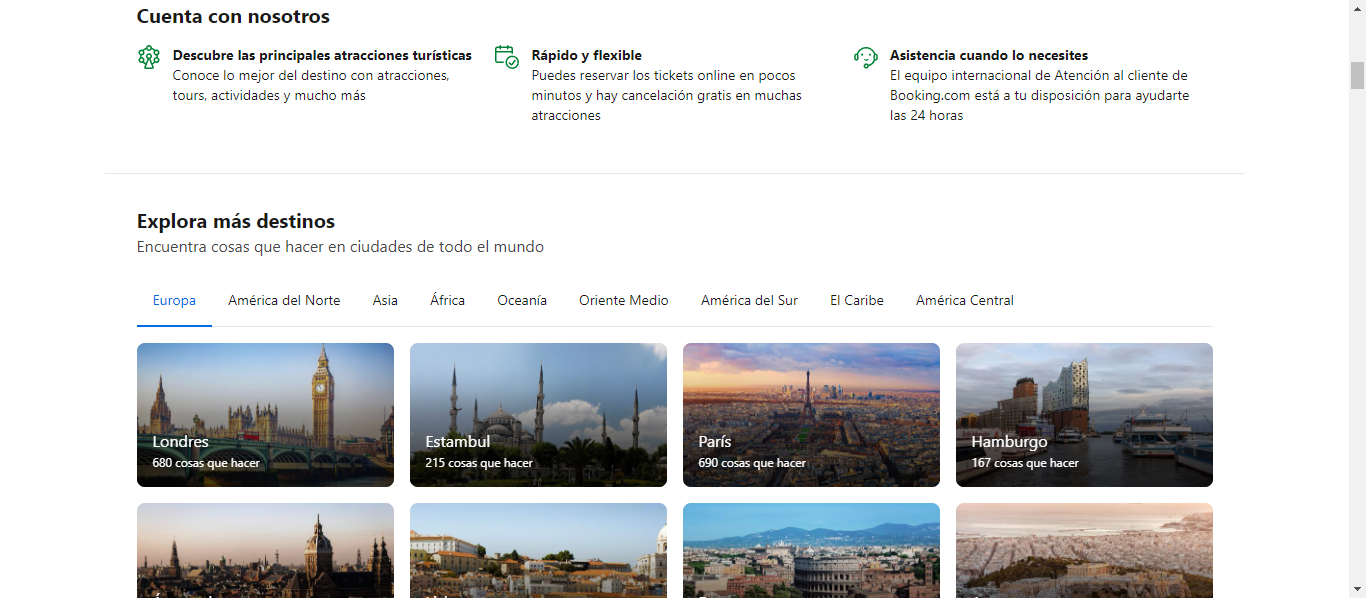 Cuenta con nosotros
Descubre las principales atracciones turísticas
Conoce lo mejor del destino con atracciones,
tours, actividades y mucho más
Rápido y flexible
Puedes reservar los tickets online en pocos
minutos y hay cancelación gratis en muchas
atracciones
Asistencia cuando lo necesites
El equipo internacional de Atención al cliente de
Booking.com está a tu disposición para ayudarte
las 24 horas
Explora más destinos
Encuentra cosas que hacer en ciudades de todo el mundo
Europa América del Norte Asia África Oceanía Oriente Medio América del Sur El Caribe América Central
Londres
680 cosas que hacer
Estambul
215 cosas que hacer
París
690 cosas que hacer
Hamburgo
167 cosas que hacer